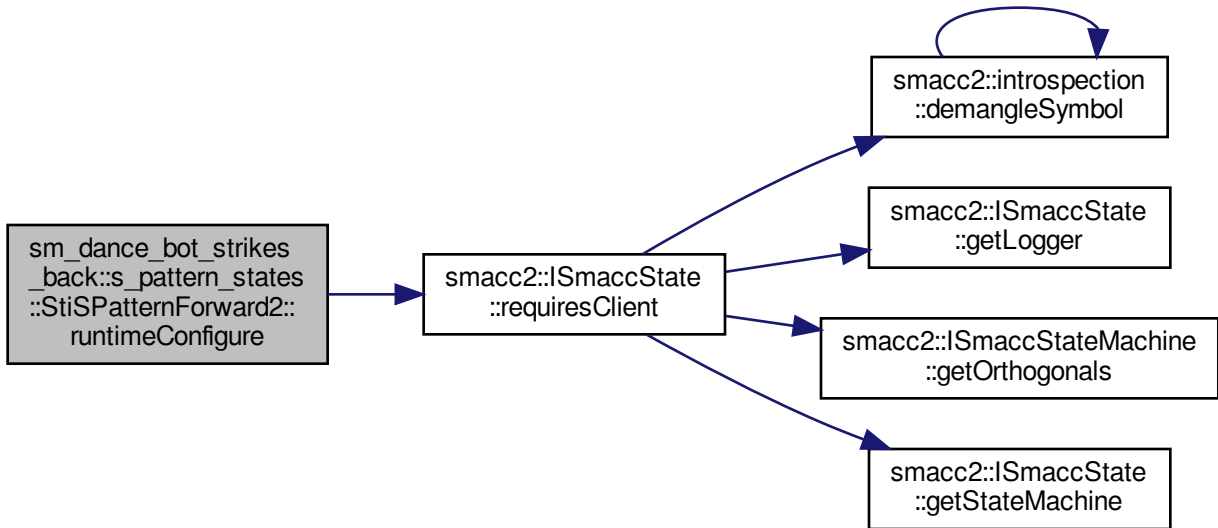 sm_dance_bot_strikes
_back::s_pattern_states
::StiSPatternForward2::
runtimeConfigure
smacc2::ISmaccState
::requiresClient
smacc2::introspection
::demangleSymbol
smacc2::ISmaccState
::getLogger
smacc2::ISmaccStateMachine
::getOrthogonals
smacc2::ISmaccState
::getStateMachine